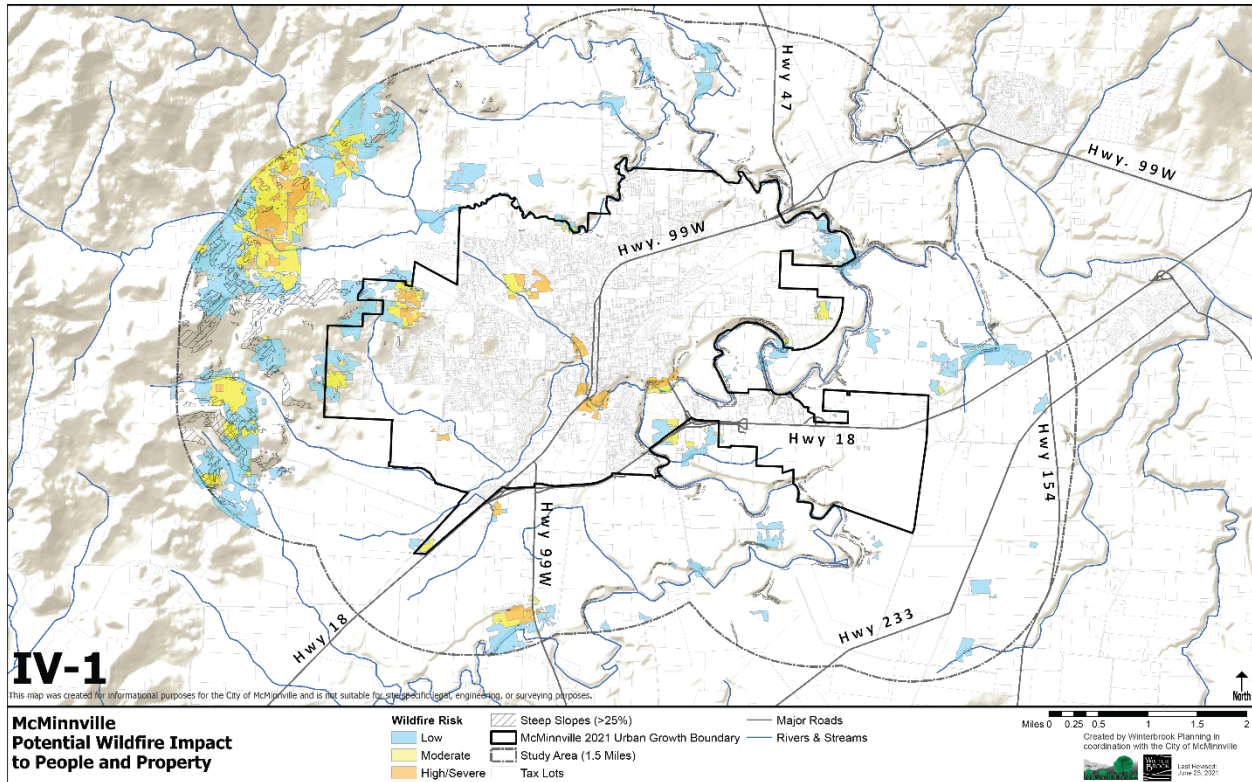 Hwy 47
Hwy. 99W
Hwy. 99W
Hwy 18
Hwy 154
Hwy 99W
Hwy 233
Hwy 18
IV-1
This map was created for informational purposes for the City of McMinnville and is not suitable for site specific legal, engineering, or surveying purposes.
North
McMinnville
Potential Wildfire Impact
to People and Property
Wildfire Risk
Low
Moderate
High/Severe
Steep Slopes (>25%)
McMinnville 2021 Urban Growth Boundary
Study Area (1.5 Miles)
Tax Lots
Major Roads
Rivers & Streams
Miles 0 0.25 0.5 1 1.5 2
Created by Winterbrook Planning in
coordination with the City of McMinnville
WINTER
BROOK
Last Revised:
June 23, 2021